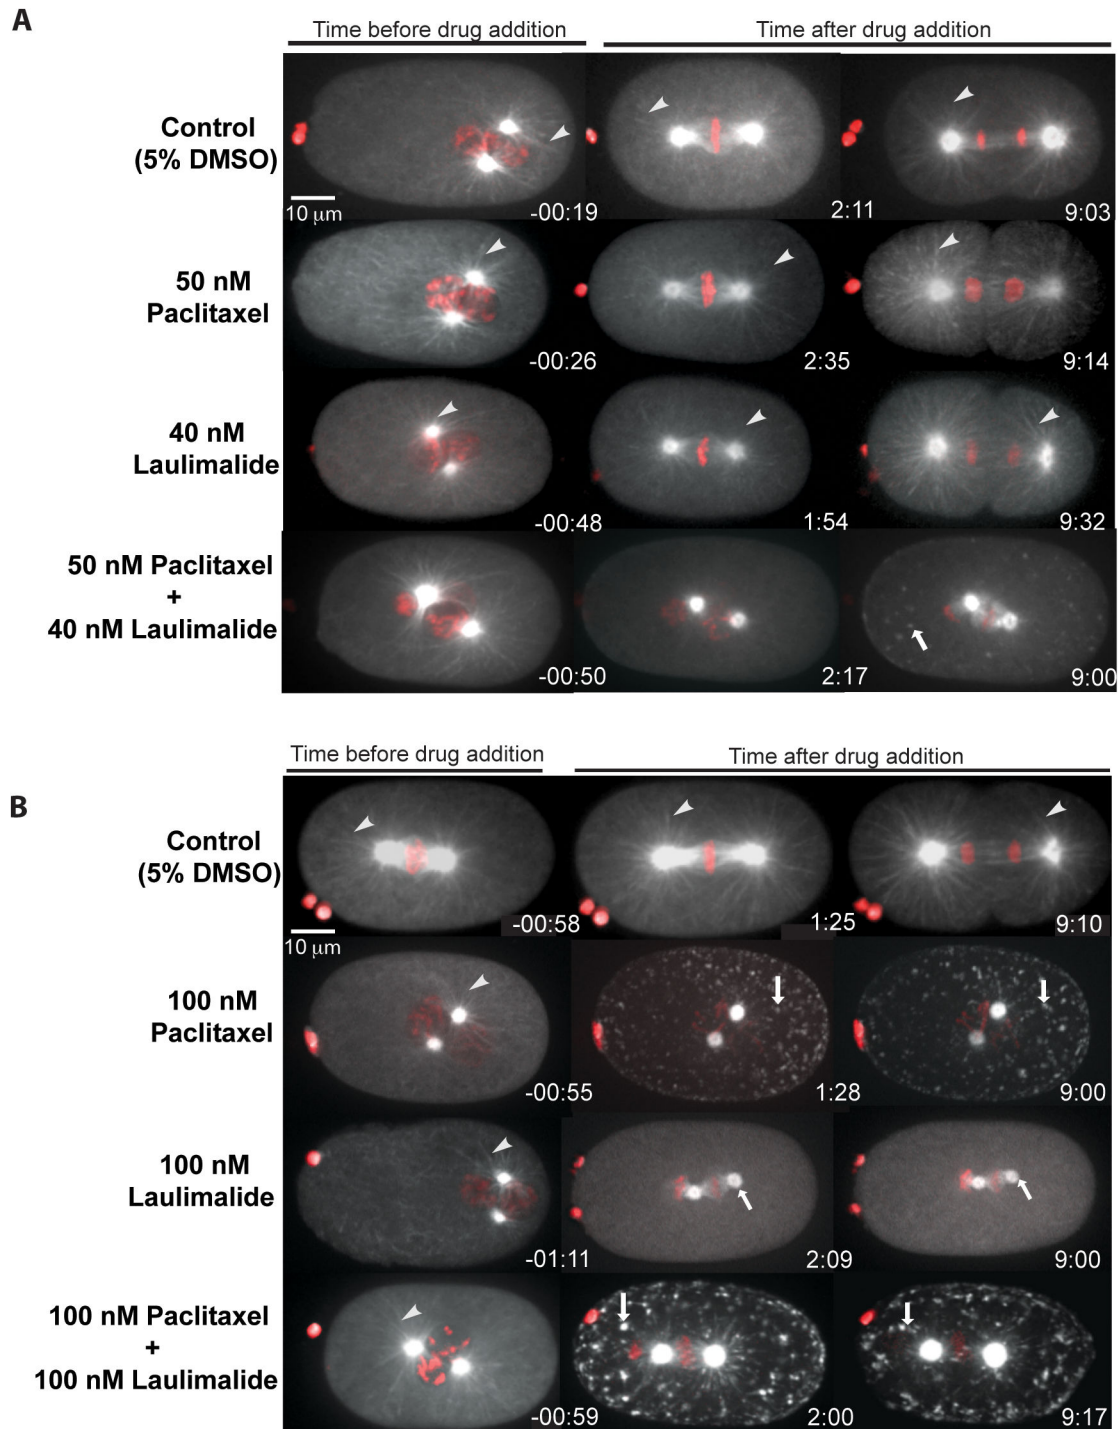 A
Time before drug addition
Time after drug addition
Control
(5% DMSO)
10 μm
-00:19
2:11
9:03
50 nM
Paclitaxel
-00:26
2:35
9:14
40 nM
Laulimalide
-00:48
1:54
9:32
50 nM Paclitaxel
+
40 nM Laulimalide
-00:50
2:17
9:00
B
Time before drug addition
Time after drug addition
Control
(5% DMSO)
10 μm
-00:58
1:25
9:10
100 nM
Paclitaxel
-00:55
1:28
9:00
100 nM
Laulimalide
-01:11
2:09
9:00
100 nM Paclitaxel
+
100 nM Laulimalide
-00:59
2:00
9:17